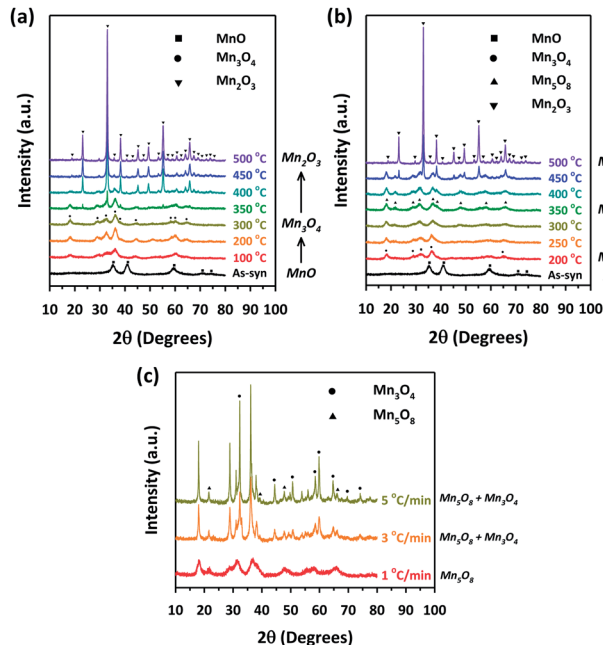 (a)
MnO
Mn3O4
Mn2O3
500 °C
450 °C
400 °C
350 °C
300 °C
200 °C
100 °C
As-syn
Mn2O3
Mn3O4
MnO
Intensity (a.u.)
10 20 30 40 50 60 70 80 90 100
2θ (Degrees)
(b)
MnO
Mn3O4
Mn5O8
Mn2O3
500 °C
450 °C
400 °C
350 °C
300 °C
250 °C
200 °C
As-syn
M
M
M
Intensity (a.u.)
10 20 30 40 50 60 70 80 90 100
2θ (Degrees)
(c)
Mn3O4
Mn5O8
5 °C/min Mn5O8 + Mn3O4
3 °C/min Mn5O8 + Mn3O4
1 °C/min Mn5O8
Intensity (a.u.)
10 20 30 40 50 60 70 80 90 100
2θ (Degrees)